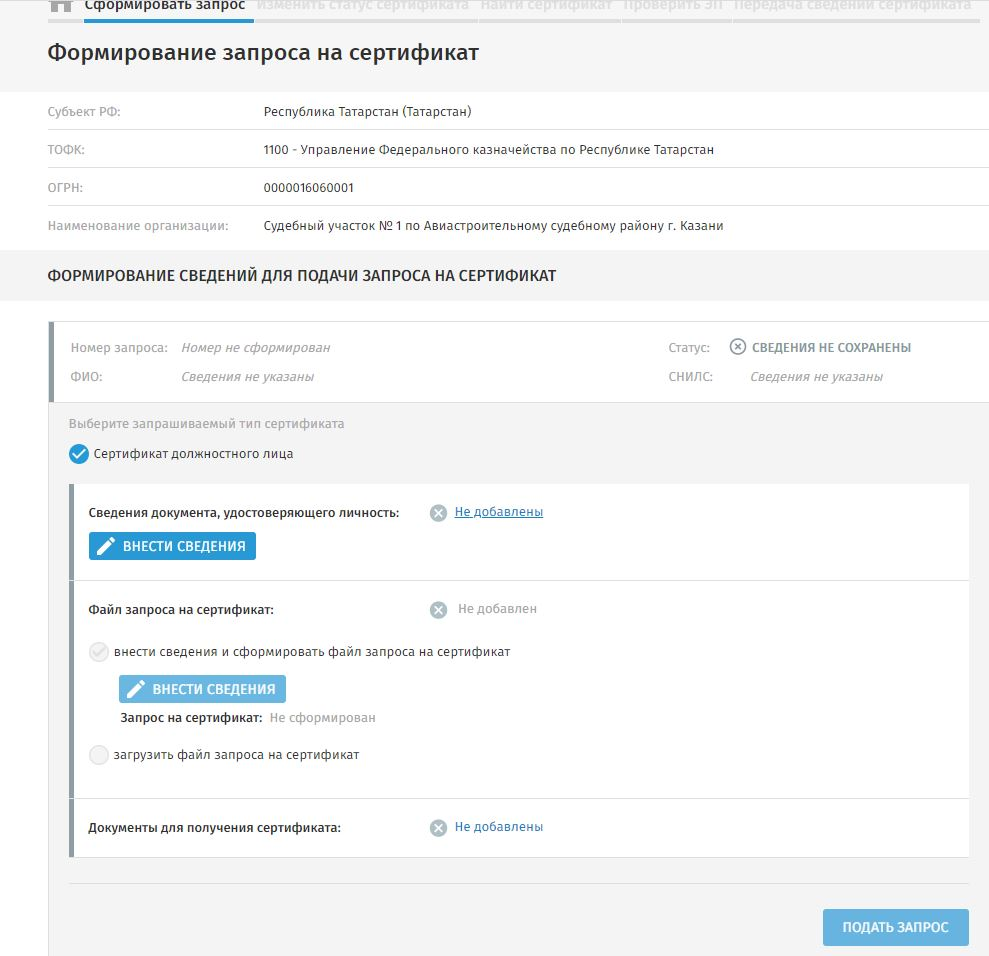 Сформировать запрос Изменить статус сертификата Найти сертификат Проверить ЭП Передача сведений сертификата
Формирование запроса на сертификат
Субъект РФ: Республика Татарстан (Татарстан)
ТОФК: 1100 - Управление Федерального казначейства по Республике Татарстан
ОГРН: 0000016060001
Наименование организации: Судебный участок № 1 по Авиастроительному судебному району г. Казани
ФОРМИРОВАНИЕ СВЕДЕНИЙ ДЛЯ ПОДАЧИ ЗАПРОСА НА СЕРТИФИКАТ
Номер запроса: Номер не сформирован Статус: СВЕДЕНИЯ НЕ СОХРАНЕНЫ
ФИО: Сведения не указаны СНИЛС: Сведения не указаны
Выберите запрашиваемый тип сертификата
Сертификат должностного лица
Сведения документа, удостоверяющего личность: Не добавлены
ВНЕСТИ СВЕДЕНИЯ
Файл запроса на сертификат: Не добавлен
внести сведения и сформировать файл запроса на сертификат
ВНЕСТИ СВЕДЕНИЯ
Запрос на сертификат: Не сформирован
загрузить файл запроса на сертификат
Документы для получения сертификата: Не добавлены
ПОДАТЬ ЗАПРОС